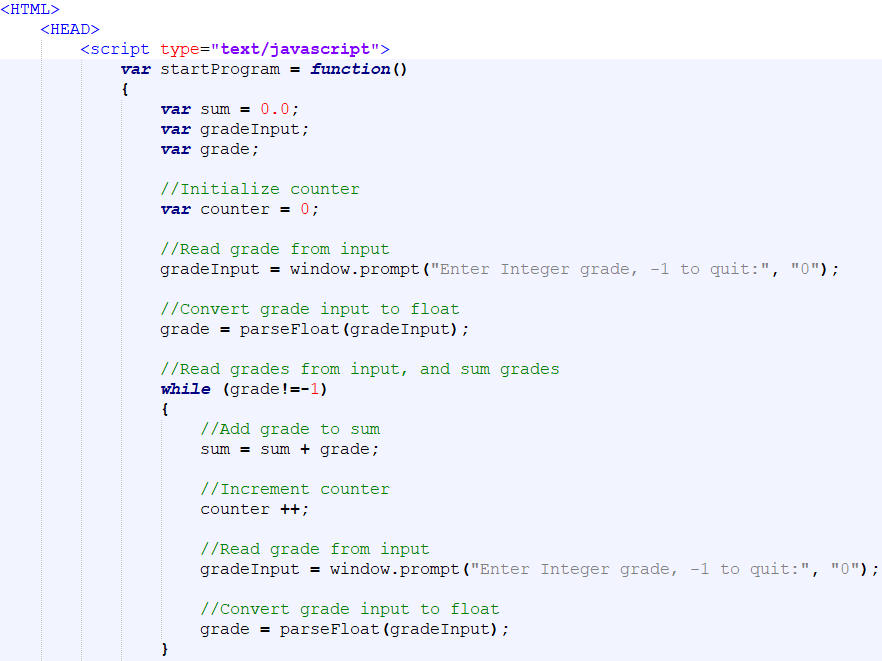 <HTML>
<HEAD>
<script type="text/javascript">
var startProgram = function()
{
var sum = 0.0;
var gradeInput;
var grade;
//Initialize counter
var counter = 0;
//Read grade from input
gradeInput = window.prompt("Enter Integer grade, -1 to quit:", "0");
//Convert grade input to float
grade = parseFloat(gradeInput);
//Read grades from input, and sum grades
while (grade!=-1)
{
//Add grade to sum
sum = sum + grade;
//Increment counter
counter ++;
//Read grade from input
gradeInput = window.prompt("Enter Integer grade, -1 to quit:", "0");
//Convert grade input to float
grade = parseFloat(gradeInput);
}